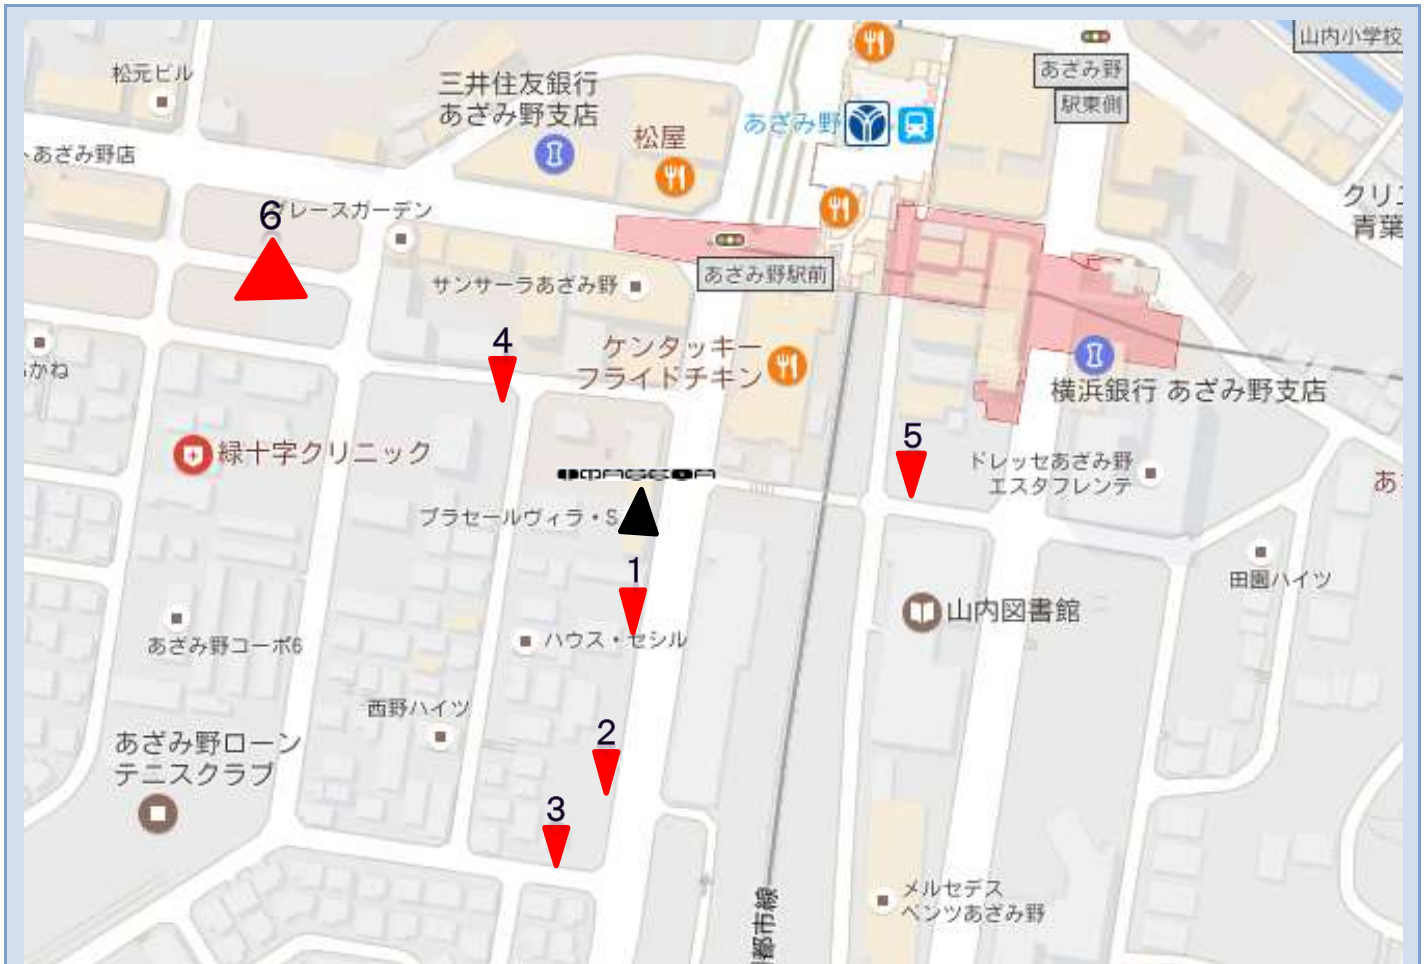 山内小学校
あざみ野
駅東側
松元ビル
三井住友銀行
あざみ野支店
松屋
あざみ野
あざみ野店
6
グレースガーデン
クリニ
青葉
サンサーラあざみ野
あざみ野駅前
4
ケンタッキー
フライドチキン
かね
横浜銀行 あざみ野支店
緑十字クリニック
5
ドレッセあざみ野
エスタフレンテ
あ
プラセールヴィラ・S
1
田園ハイツ
山内図書館
ハウス・セシル
あざみ野コーポ6
西野ハイツ
2
あざみ野ローン
テニスクラブ
3
メルセデス
ベンツあざみ野
都市線